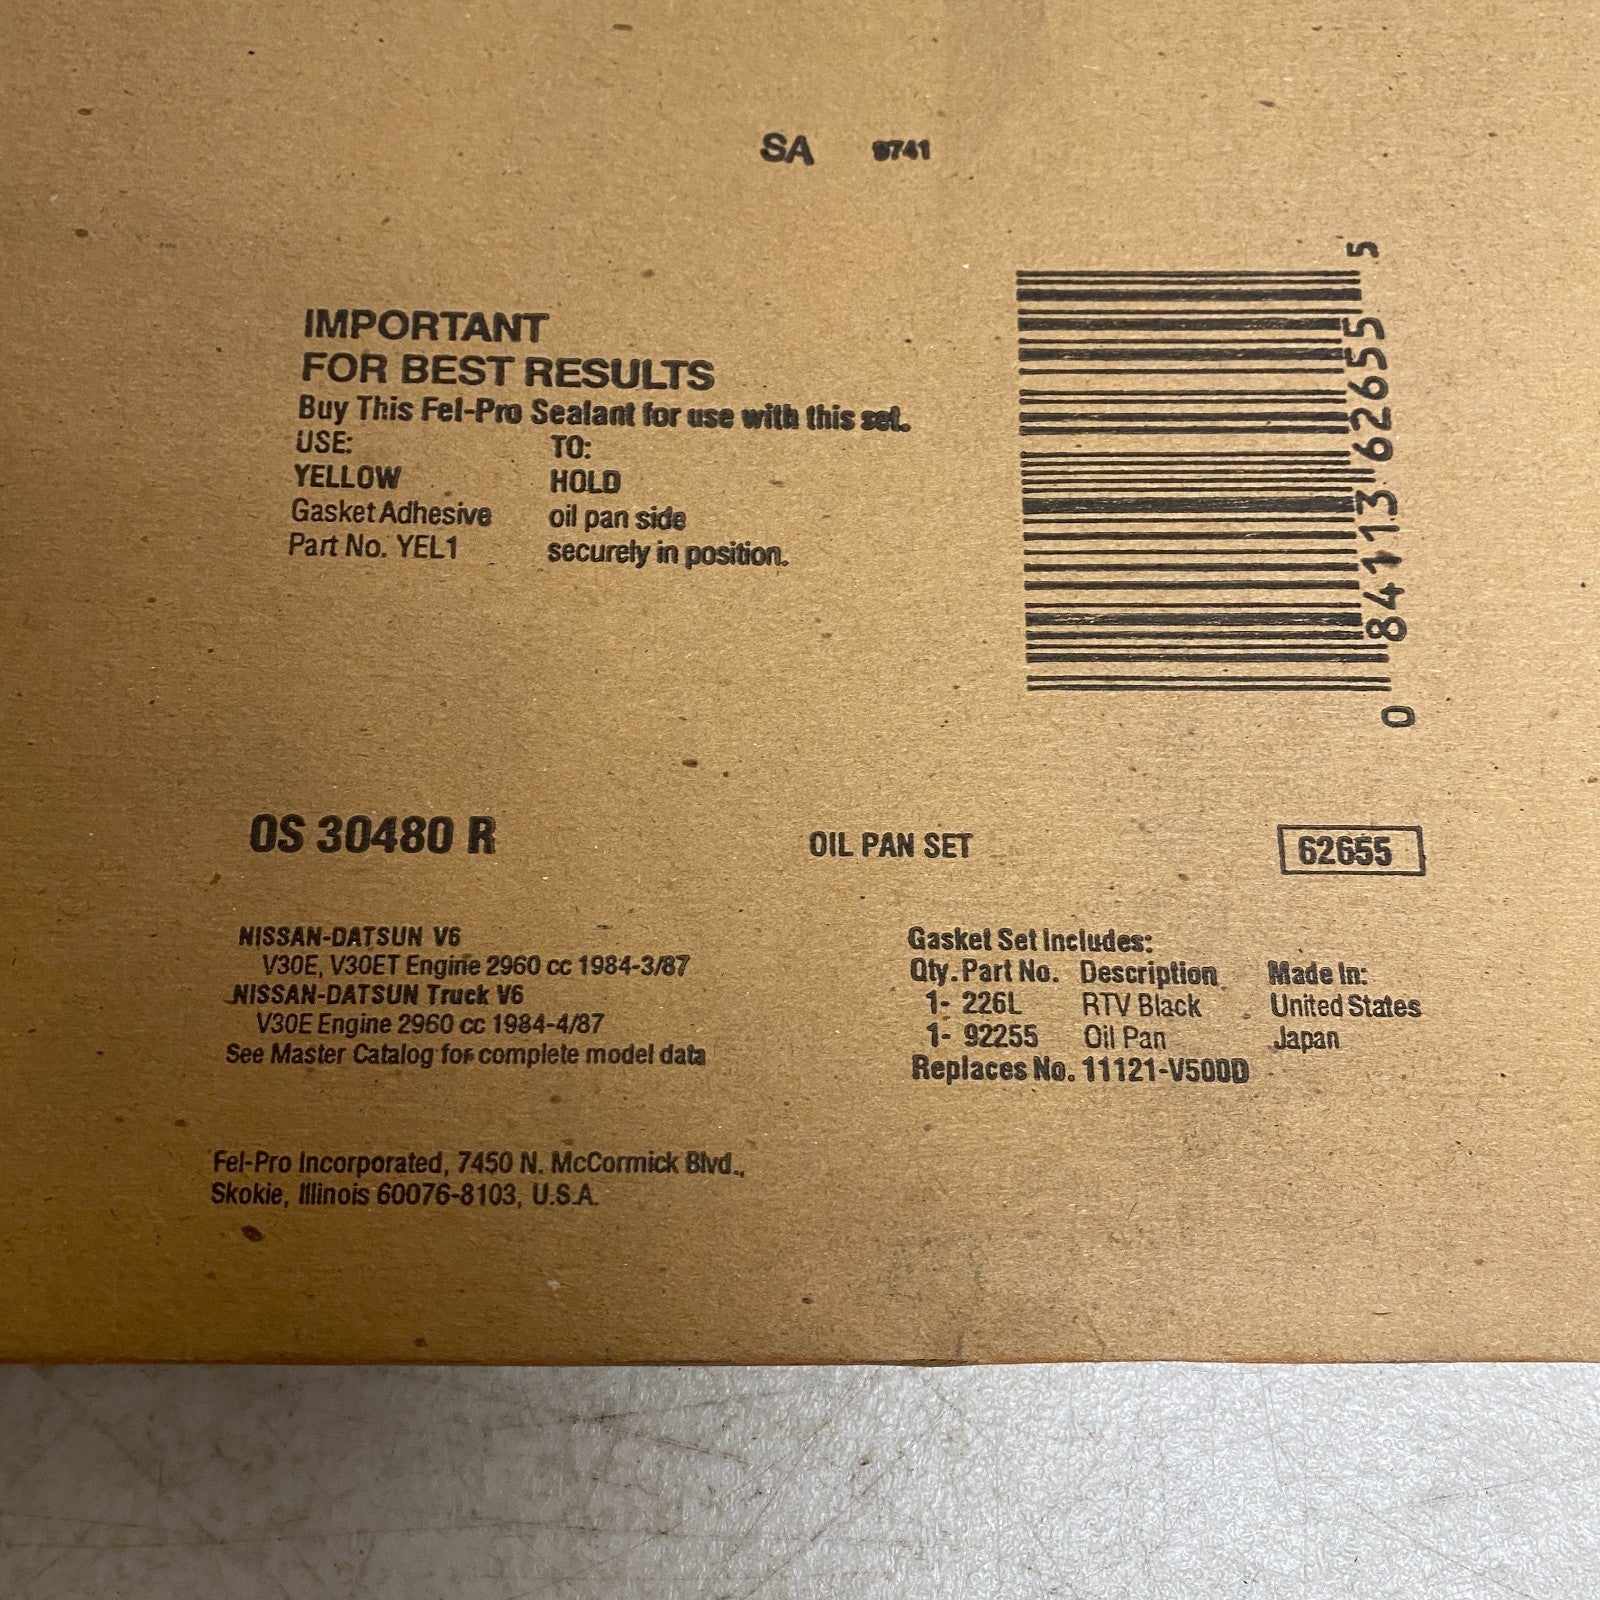 SA 9741
IMPORTANT
FOR BEST RESULTS
Buy This Fel-Pro Sealant for use with this set.
USE: TO:
YELLOW HOLD
Gasket Adhesive oil pan side
Part No. YEL1 securely in position.
0 84113 62655 5
OS 30480 R OIL PAN SET 62655
NISSAN-DATSUN V6
V30E, V30ET Engine 2960 cc 1984-3/87
NISSAN-DATSUN Truck V6
V30E Engine 2960 cc 1984-4/87
See Master Catalog for complete model data
Gasket Set Includes:
Qty. Part No. Description Made In:
1- 226L RTV Black United States
1- 92255 Oil Pan Japan
Replaces No. 11121-V500D
Fel-Pro Incorporated, 7450 N. McCormick Blvd.,
Skokie, Illinois 60076-8103, U.S.A.